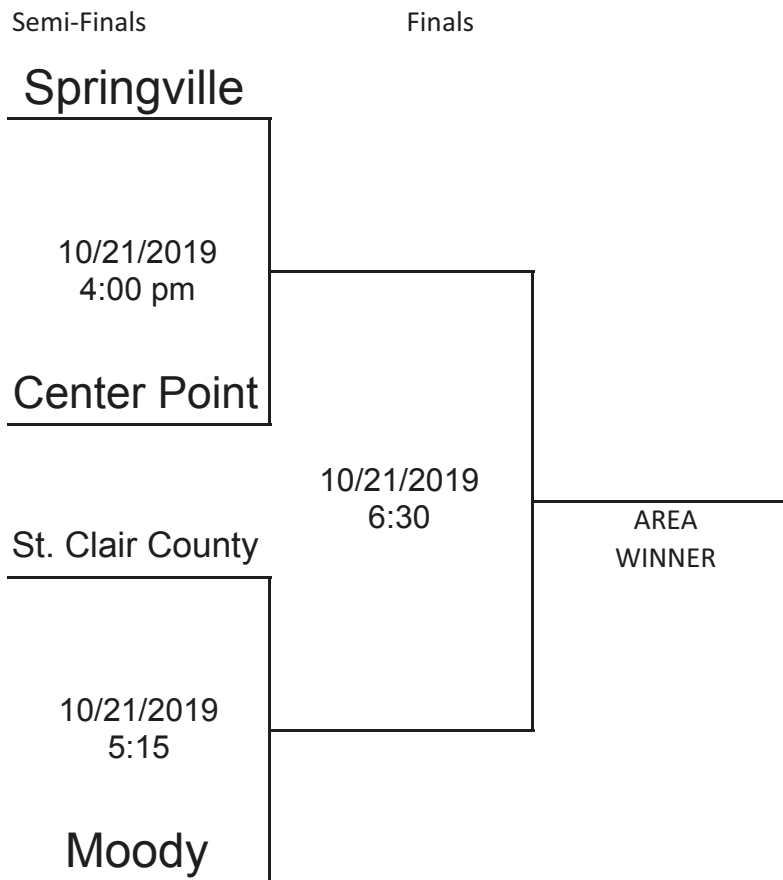 Semi-Finals
Finals
Springville
10/21/2019
4:00 pm
Center Point
10/21/2019
6:30
AREA
WINNER
St. Clair County
10/21/2019
5:15
Moody